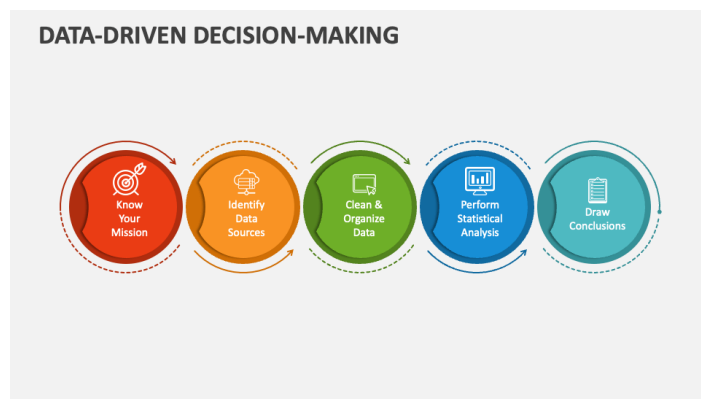 DATA-DRIVEN DECISION-MAKING
Know
Your
Mission
Identify
Data
Sources
Clean &
Organize
Data
Perform
Statistical
Analysis
Draw
Conclusions